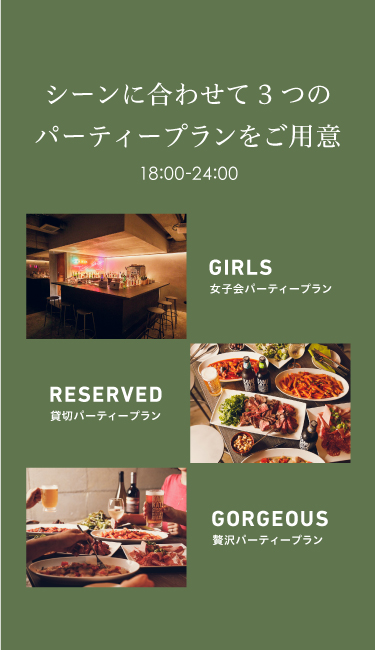 シーンに合わせて3つの
パーティープランをご用意
18:00-24:00
GIRLS
女子会パーティープラン
RESERVED
貸切パーティープラン
GORGEOUS
贅沢パーティープラン